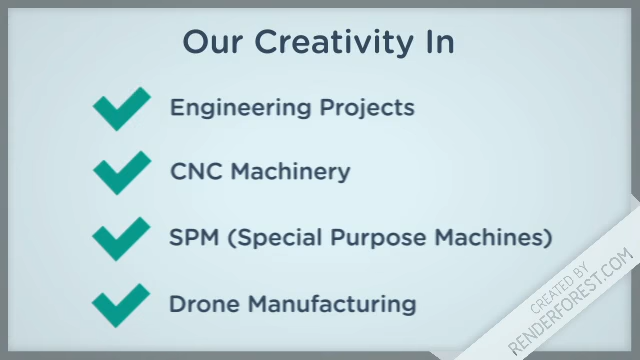 Our Creativity In
Engineering Projects
CNC Machinery
SPM (Special Purpose Machines)
Drone Manufacturing
CREATED BY
RENDERFOREST.COM